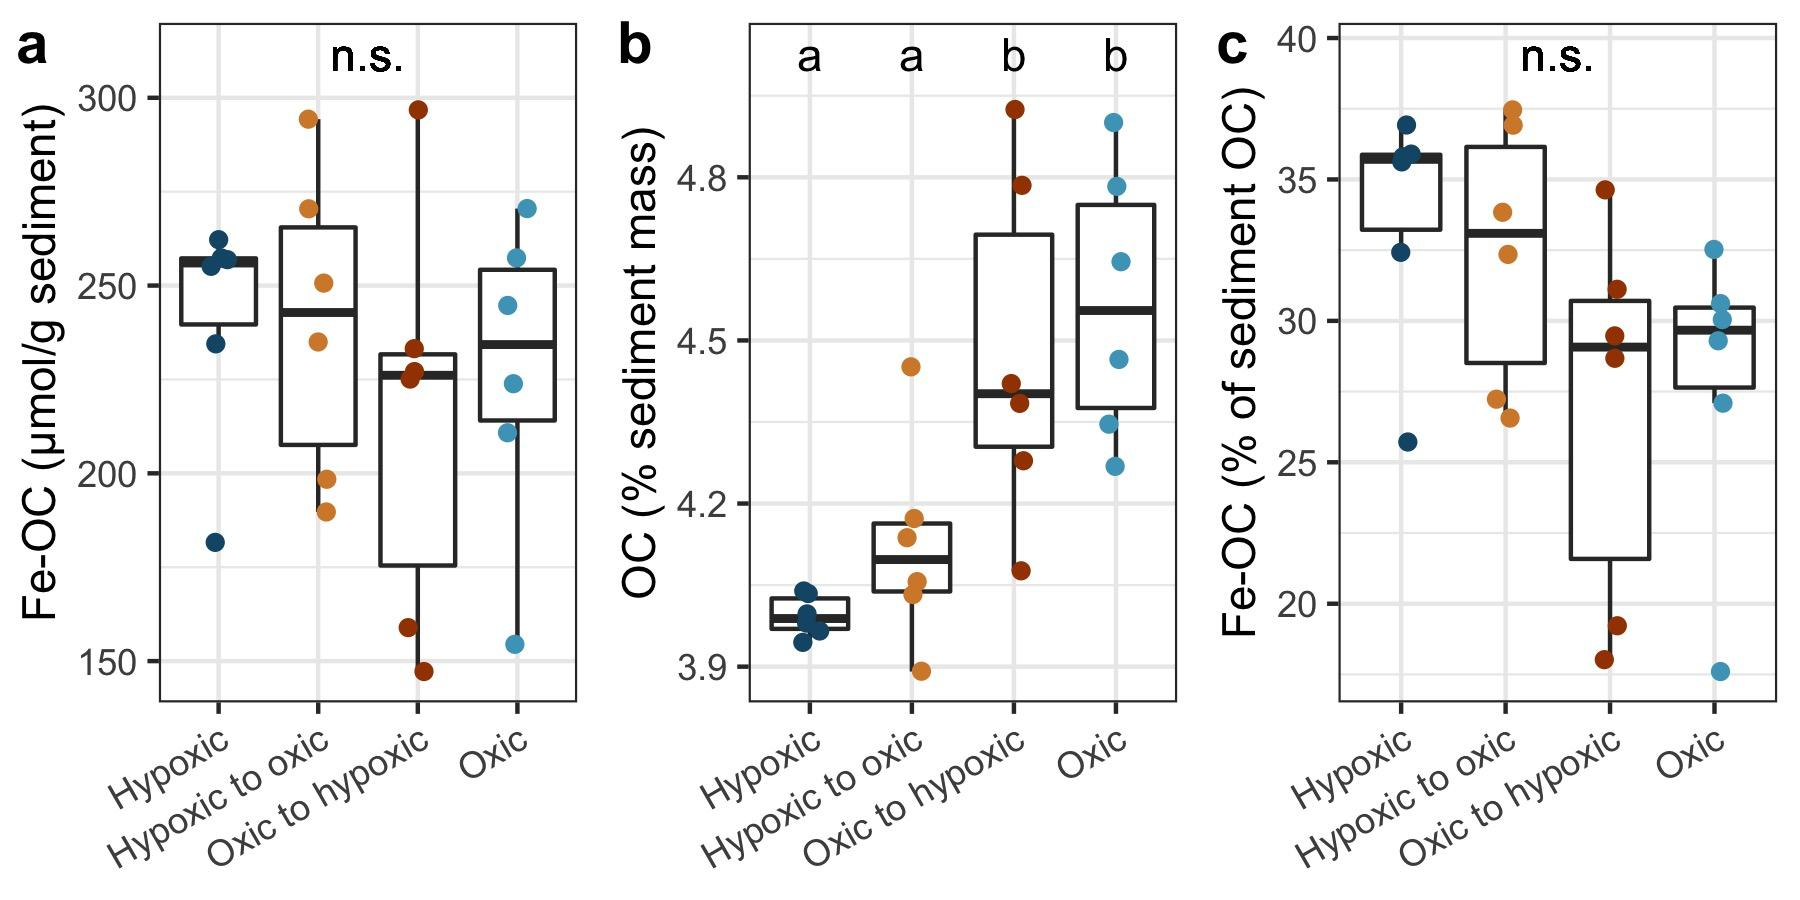 a
n.s.
Fe-OC (µmol/g sediment)
300
250
200
150
Hypoxic
Hypoxic to oxic
Oxic to hypoxic
Oxic
b
a a b b
OC (% sediment mass)
4.8
4.5
4.2
3.9
Hypoxic
Hypoxic to oxic
Oxic to hypoxic
Oxic
c
n.s.
Fe-OC (% of sediment OC)
40
35
30
25
20
Hypoxic
Hypoxic to oxic
Oxic to hypoxic
Oxic